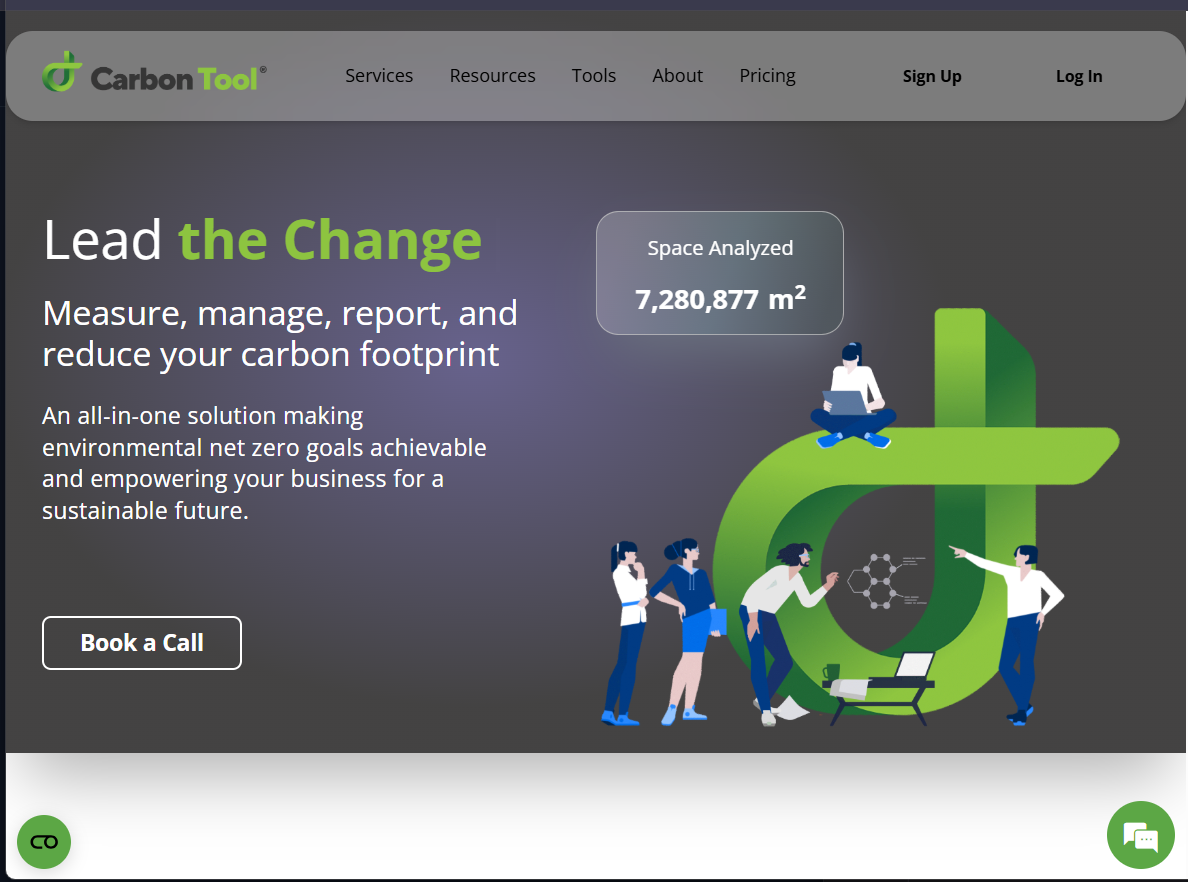 Carbon Tool®
Services Resources Tools About Pricing Sign Up Log In
Lead the Change
Measure, manage, report, and
reduce your carbon footprint
An all-in-one solution making
environmental net zero goals achievable
and empowering your business for a
sustainable future.
Book a Call
Space Analyzed
7,280,877 m²